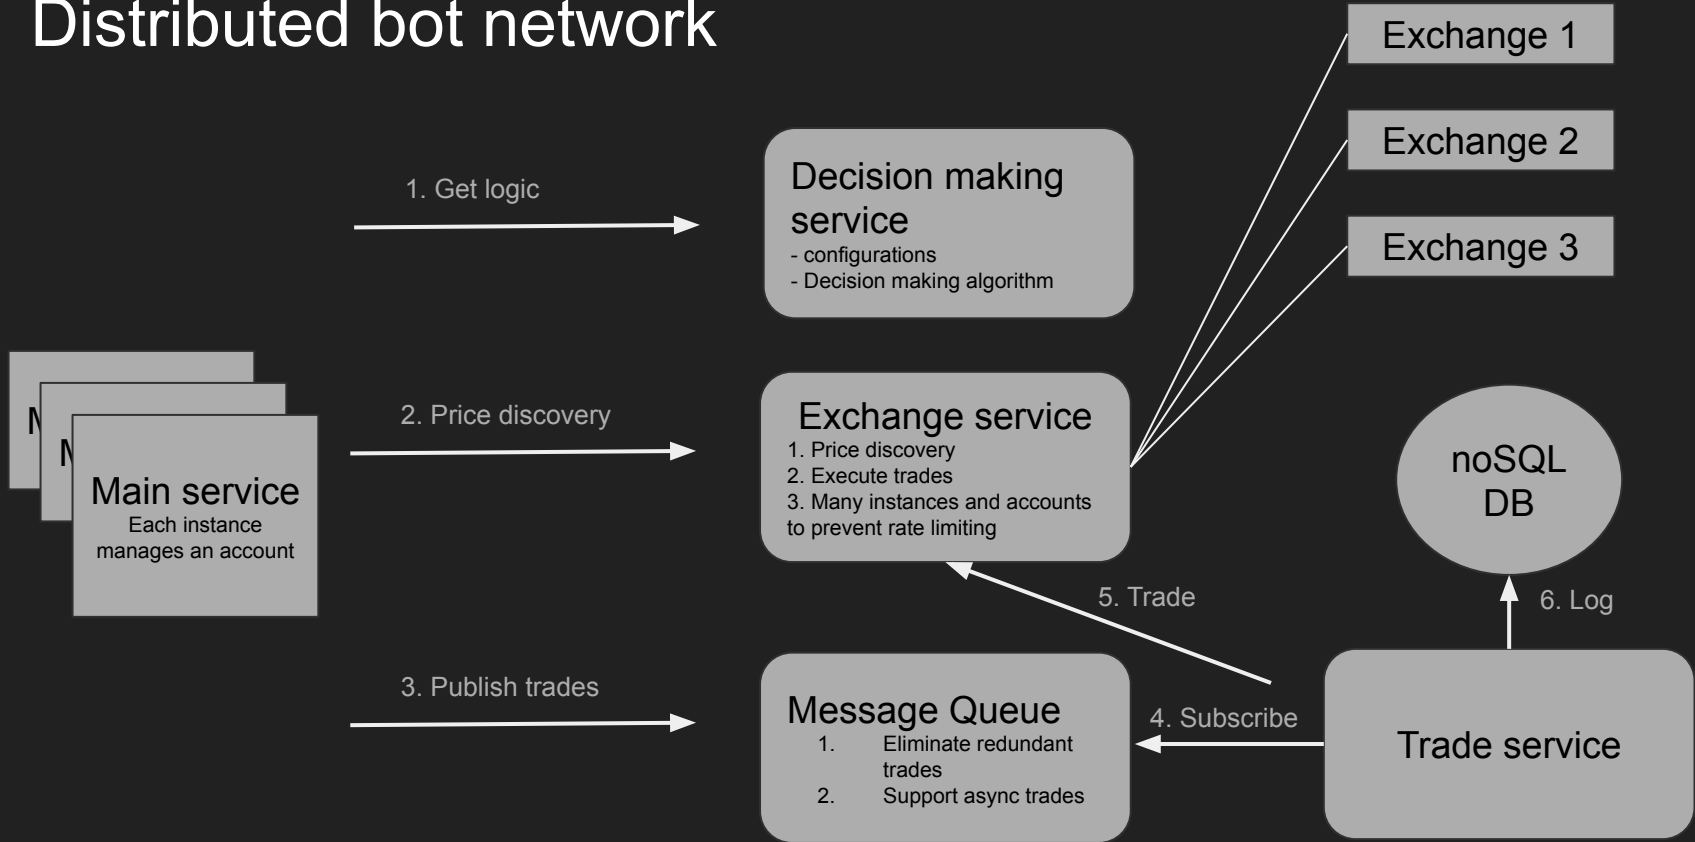 Distributed bot network
Exchange 1
Exchange 2
Exchange 3
1. Get logic
Decision making
service
- configurations
- Decision making algorithm
2. Price discovery
Exchange service
1. Price discovery
2. Execute trades
3. Many instances and accounts
to prevent rate limiting
M
M
Main service
Each instance
manages an account
noSQL
DB
5. Trade
6. Log
3. Publish trades
Message Queue
1. Eliminate redundant
trades
2. Support async trades
4. Subscribe
Trade service